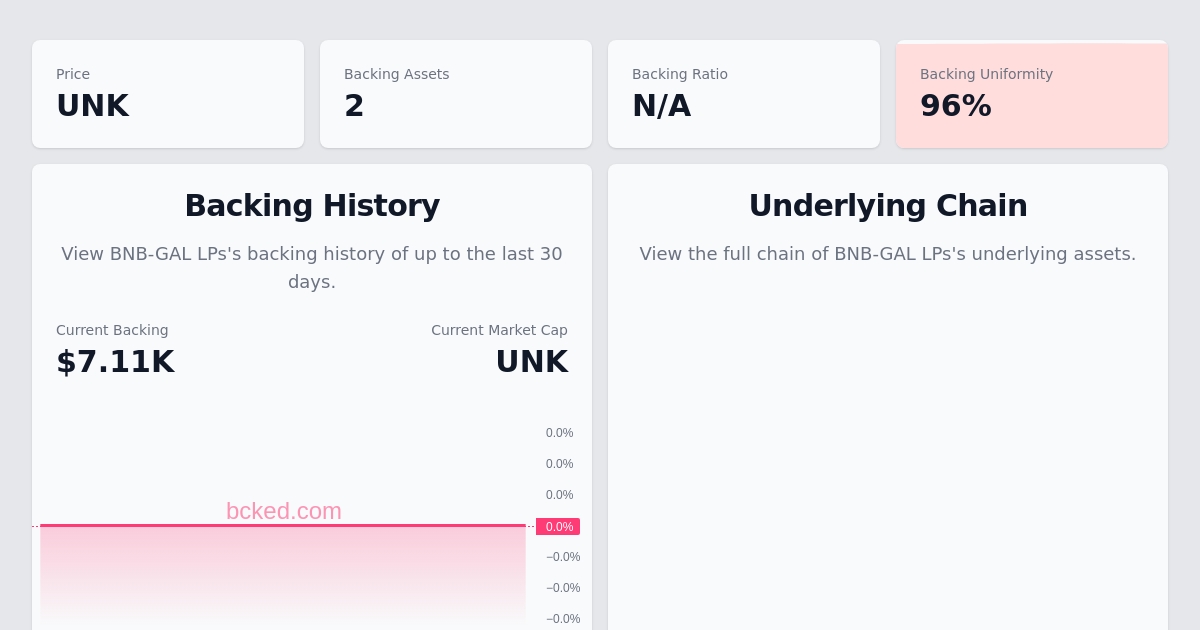 Price
UNK
Backing Assets
2
Backing Ratio
N/A
Backing Uniformity
96%
Backing History
View BNB-GAL LPs's backing history of up to the last 30
days.
Current Backing
$7.11K
Current Market Cap
UNK
0.0%
0.0%
0.0%
bcked.com
0.0%
−0.0%
−0.0%
−0.0%
Underlying Chain
View the full chain of BNB-GAL LPs's underlying assets.